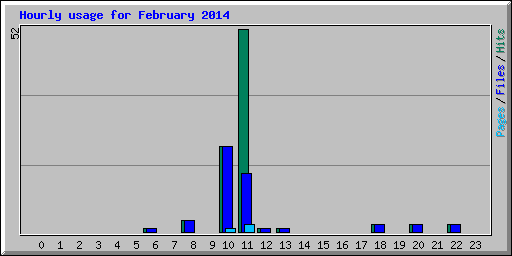 Hourly usage for February 2014
52
Pages/Files/Hits
0 1 2 3 4 5 6 7 8 9 10 11 12 13 14 15 16 17 18 19 20 21 22 23